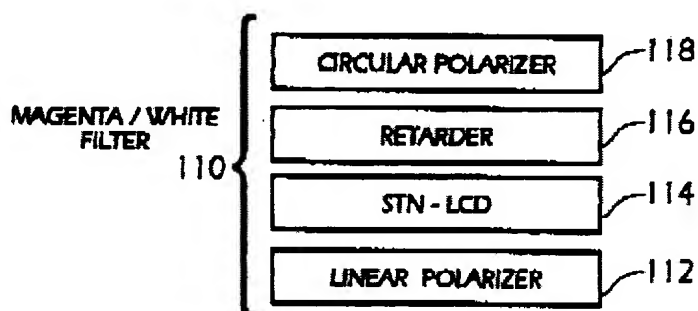 CIRCULAR POLARIZER 118
MAGENTA / WHITE
FILTER
110
RETARDER 116
STN - LCD 114
LINEAR POLARIZER 112